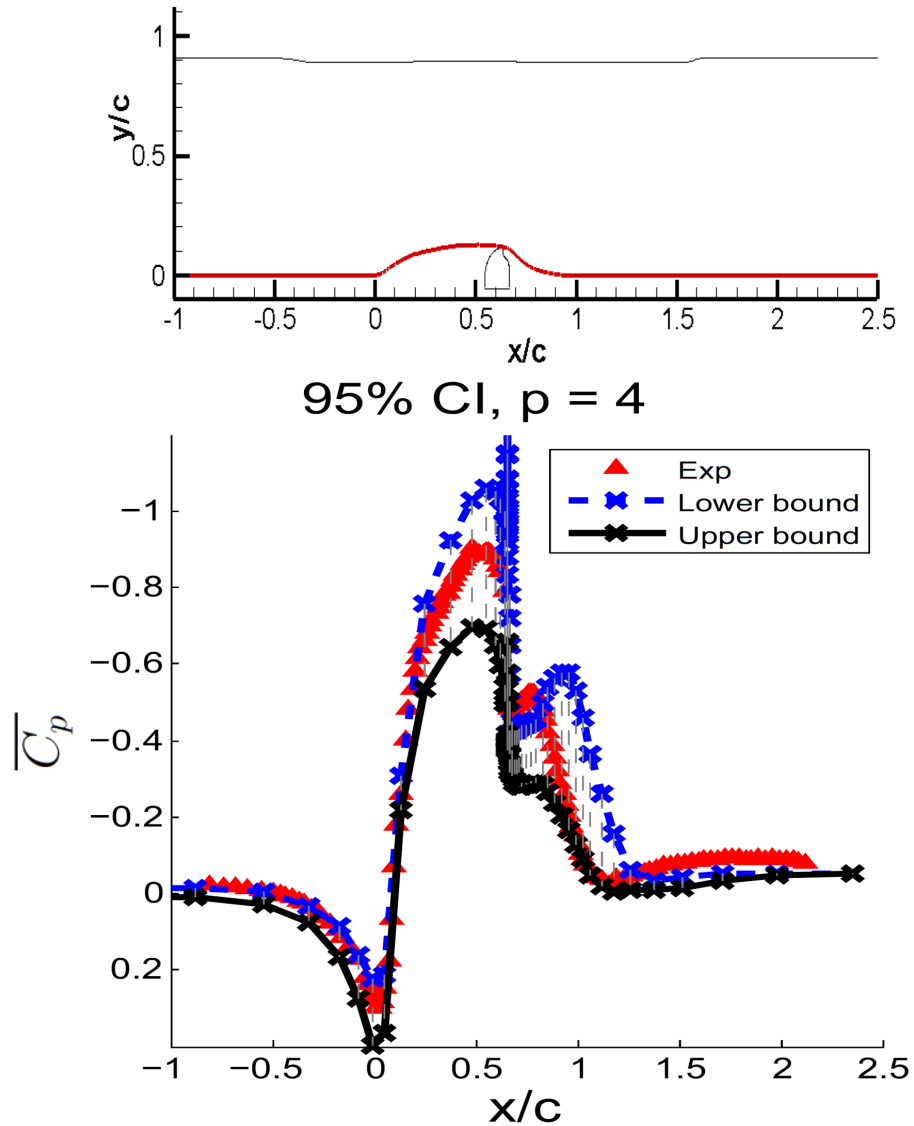 1
y/c
0.5
0
-1 -0.5 0 0.5 1 1.5 2 2.5
x/c
95% CI, p = 4
Exp
Lower bound
Upper bound
−1
−0.8
−0.6
−0.4
−0.2
0
0.2
C_p
−1 −0.5 0 0.5 1 1.5 2 2.5
x/c